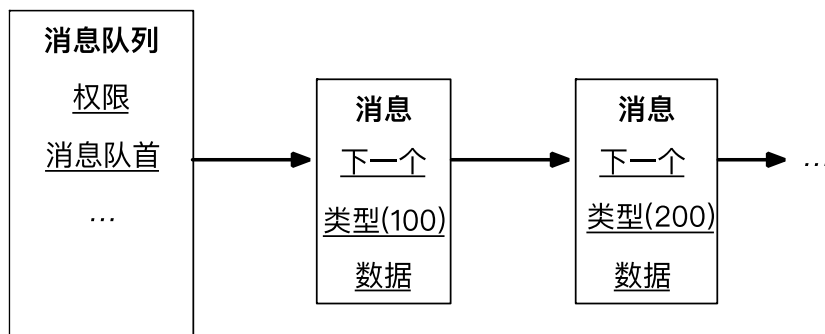 消息队列
权限
消息队首
...
消息
下一个
类型(100)
数据
消息
下一个
类型(200)
数据
...